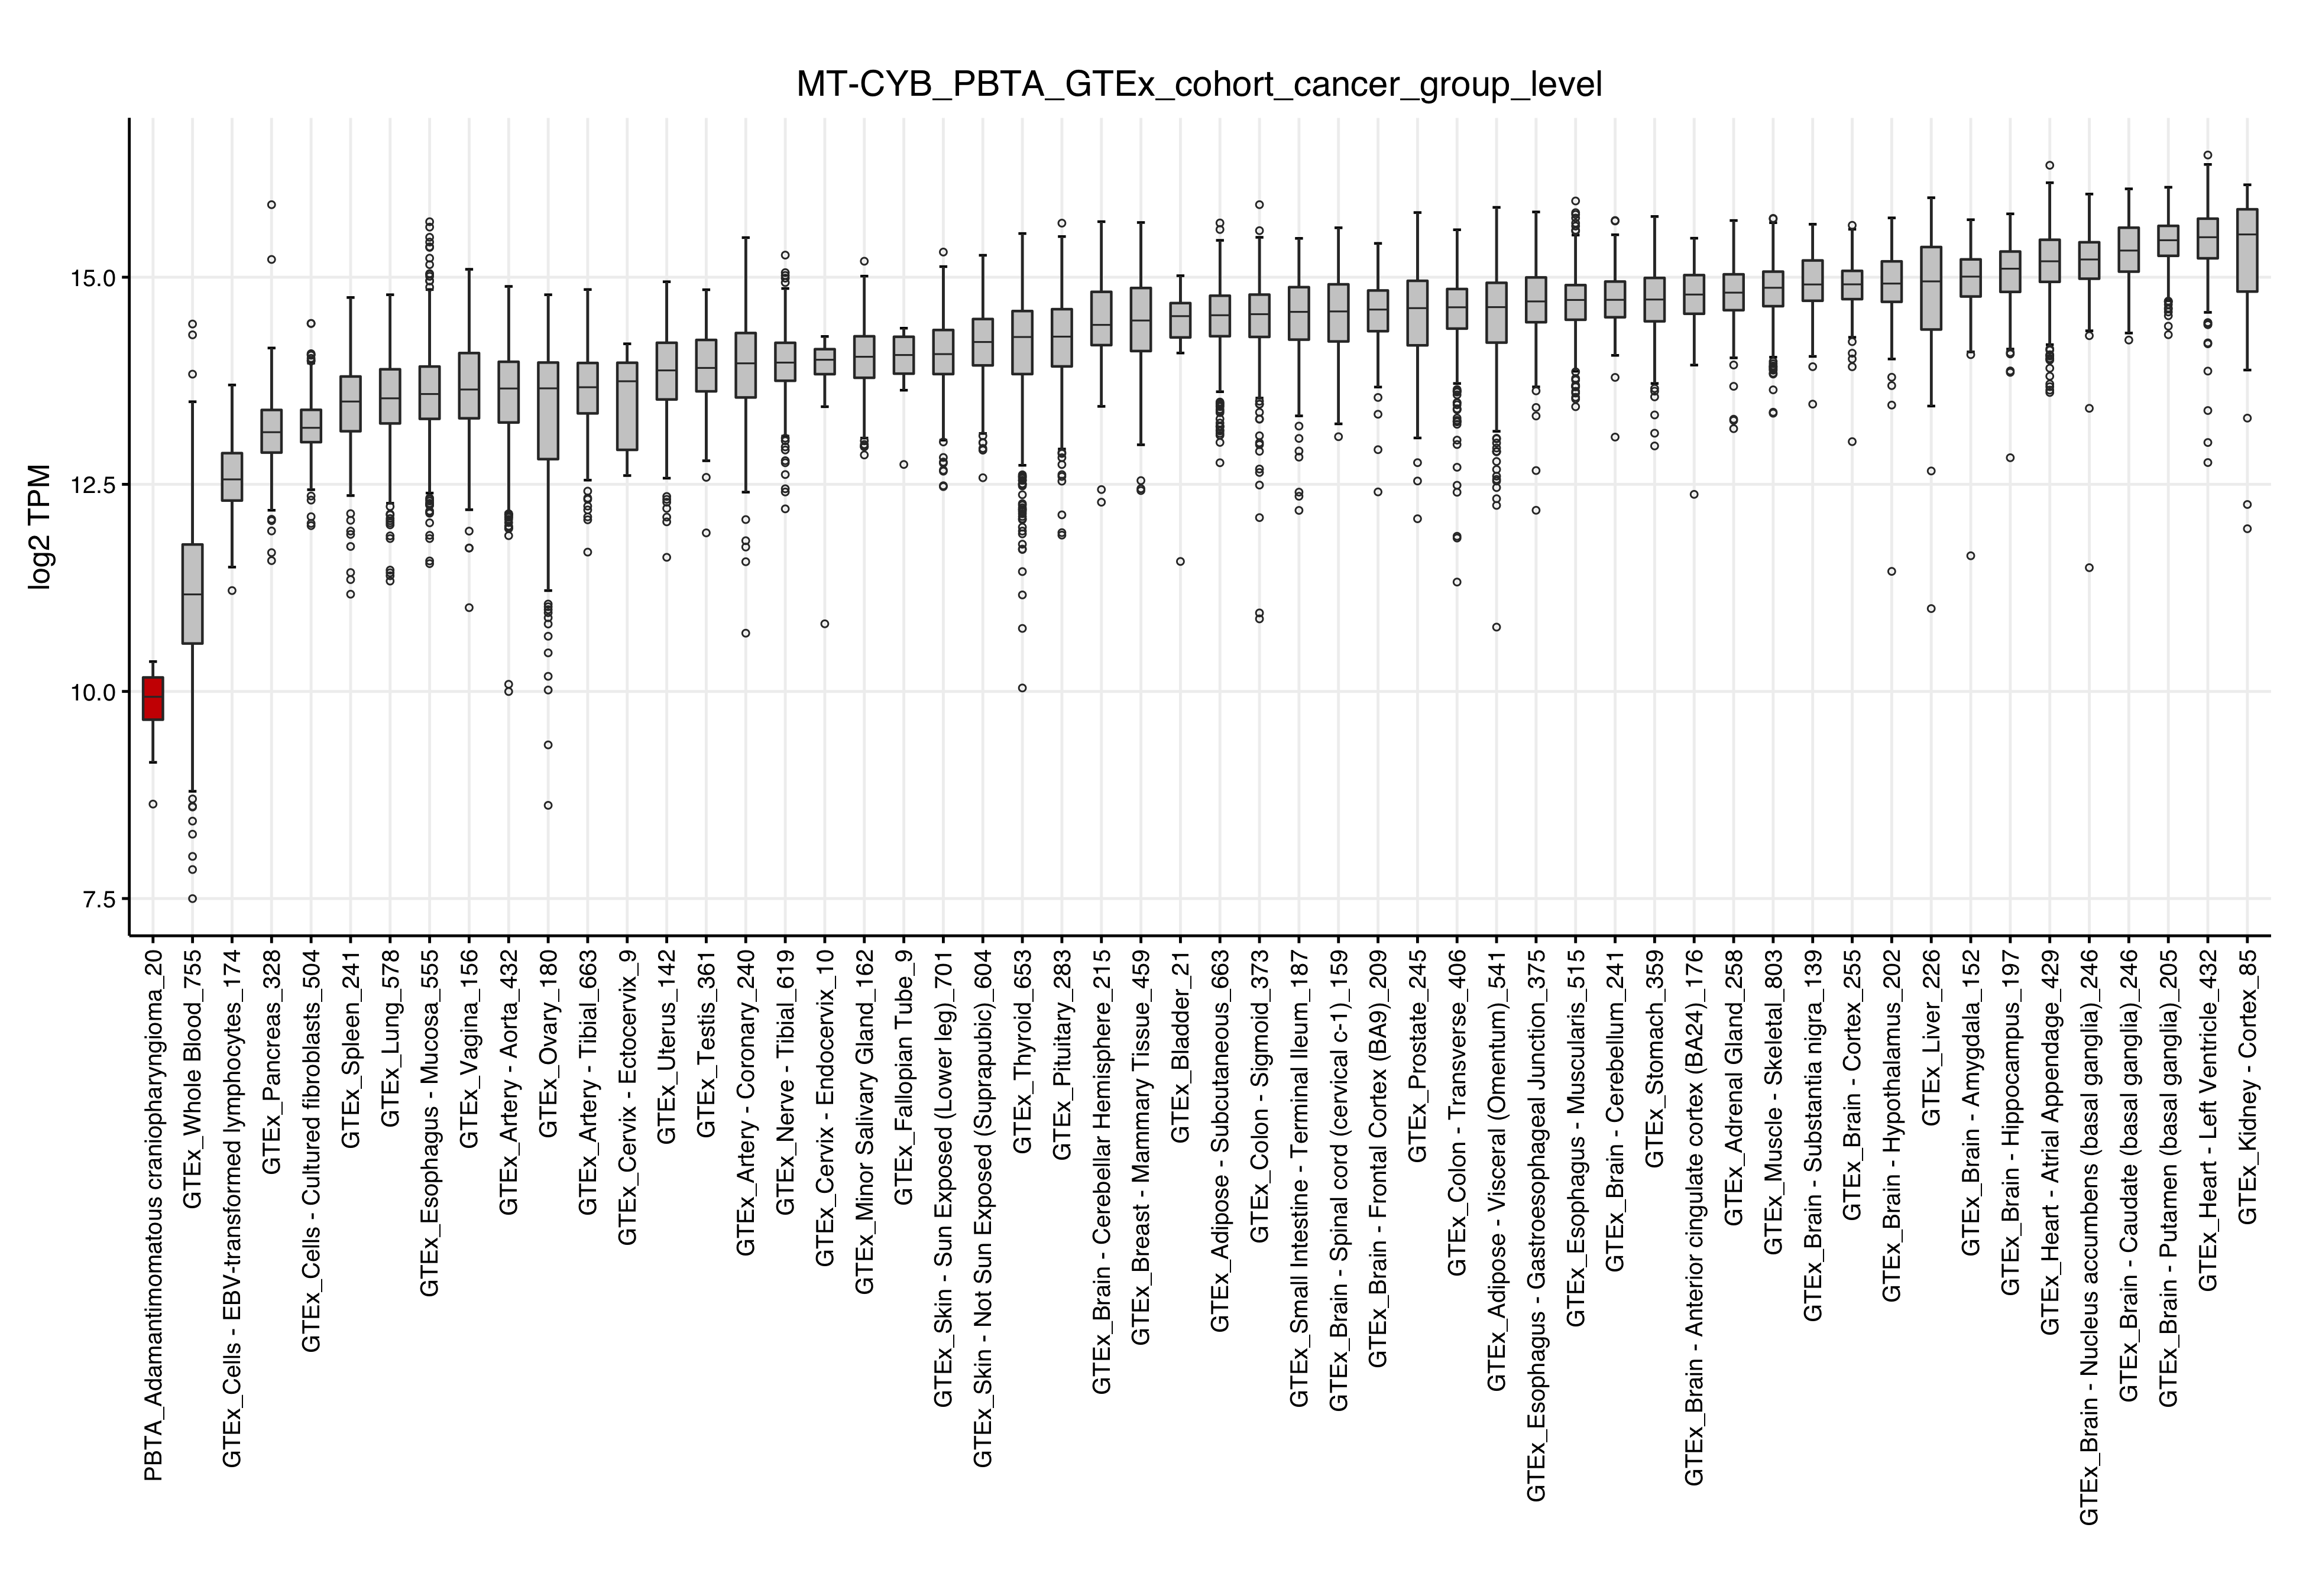 MT-CYB_PBTA_GTEx_cohort_cancer_group_level
log2 TPM
15.0
12.5
10.0
7.5
PBTA_Adamantimomatous craniopharyngioma_20
GTEx_Whole Blood_755
GTEx_Cells - EBV-transformed lymphocytes_174
GTEx_Pancreas_328
GTEx_Cells - Cultured fibroblasts_504
GTEx_Spleen_241
GTEx_Lung_578
GTEx_Esophagus - Mucosa_555
GTEx_Vagina_156
GTEx_Artery - Aorta_432
GTEx_Ovary_180
GTEx_Artery - Tibial_663
GTEx_Cervix - Ectocervix_9
GTEx_Uterus_142
GTEx_Testis_361
GTEx_Artery - Coronary_240
GTEx_Nerve - Tibial_619
GTEx_Cervix - Endocervix_10
GTEx_Minor Salivary Gland_162
GTEx_Fallopian Tube_9
GTEx_Skin - Sun Exposed (Lower leg)_701
GTEx_Skin - Not Sun Exposed (Suprapubic)_604
GTEx_Thyroid_653
GTEx_Pituitary_283
GTEx_Brain - Cerebellar Hemisphere_215
GTEx_Breast - Mammary Tissue_459
GTEx_Bladder_21
GTEx_Adipose - Subcutaneous_663
GTEx_Colon - Sigmoid_373
GTEx_Small Intestine - Terminal Ileum_187
GTEx_Brain - Spinal cord (cervical c-1)_159
GTEx_Brain - Frontal Cortex (BA9)_209
GTEx_Prostate_245
GTEx_Colon - Transverse_406
GTEx_Adipose - Visceral (Omentum)_541
GTEx_Esophagus - Gastroesophageal Junction_375
GTEx_Esophagus - Muscularis_515
GTEx_Brain - Cerebellum_241
GTEx_Stomach_359
GTEx_Brain - Anterior cingulate cortex (BA24)_176
GTEx_Adrenal Gland_258
GTEx_Muscle - Skeletal_803
GTEx_Brain - Substantia nigra_139
GTEx_Brain - Cortex_255
GTEx_Brain - Hypothalamus_202
GTEx_Liver_226
GTEx_Brain - Amygdala_152
GTEx_Brain - Hippocampus_197
GTEx_Heart - Atrial Appendage_429
GTEx_Brain - Nucleus accumbens (basal ganglia)_246
GTEx_Brain - Caudate (basal ganglia)_246
GTEx_Brain - Putamen (basal ganglia)_205
GTEx_Heart - Left Ventricle_432
GTEx_Kidney - Cortex_85